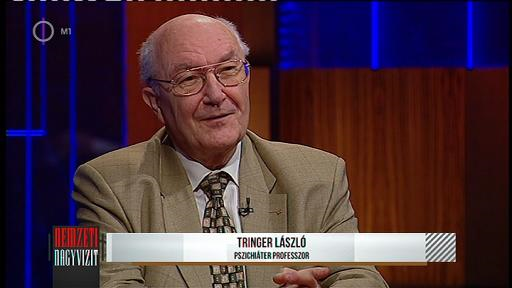 M1
TRINGER LÁSZLÓ
PSZICHIÁTER PROFESSZOR
NEMZETI
NAGYVIZIT